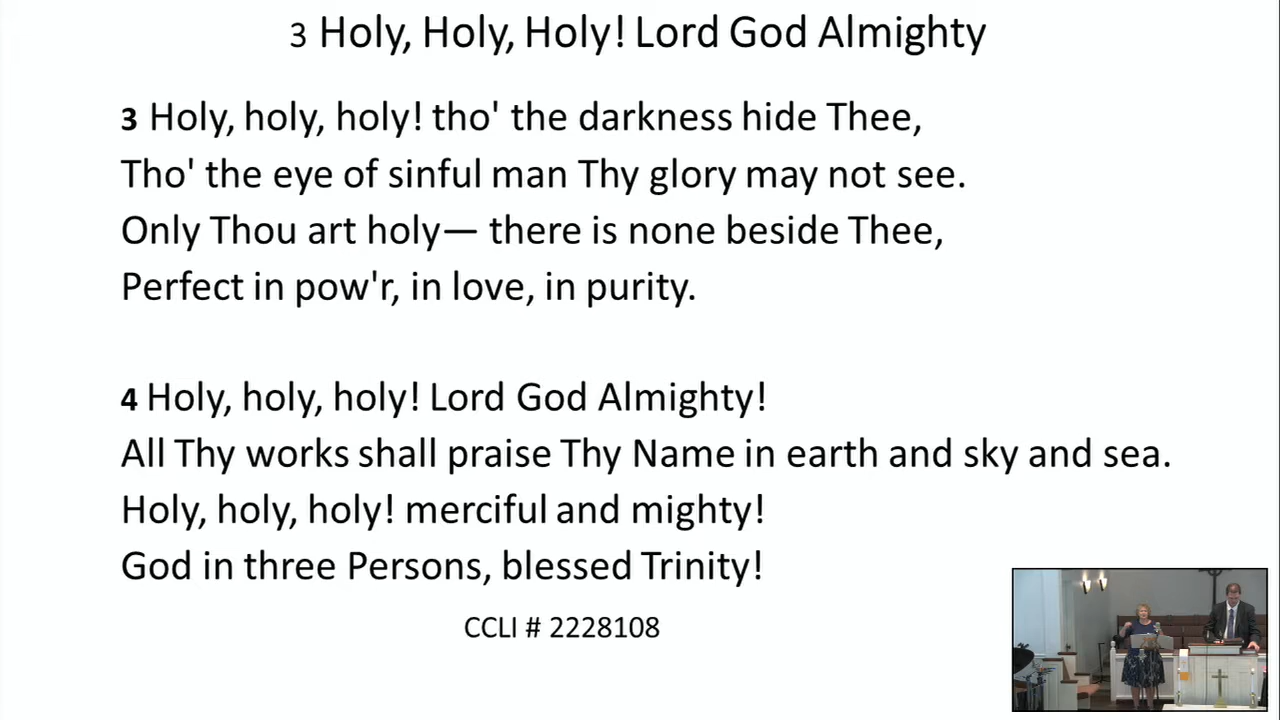 3 Holy, Holy, Holy! Lord God Almighty
3 Holy, holy, holy! tho' the darkness hide Thee,
Tho' the eye of sinful man Thy glory may not see.
Only Thou art holy— there is none beside Thee,
Perfect in pow'r, in love, in purity.
4 Holy, holy, holy! Lord God Almighty!
All Thy works shall praise Thy Name in earth and sky and sea.
Holy, holy, holy! merciful and mighty!
God in three Persons, blessed Trinity!
CCLI # 2228108